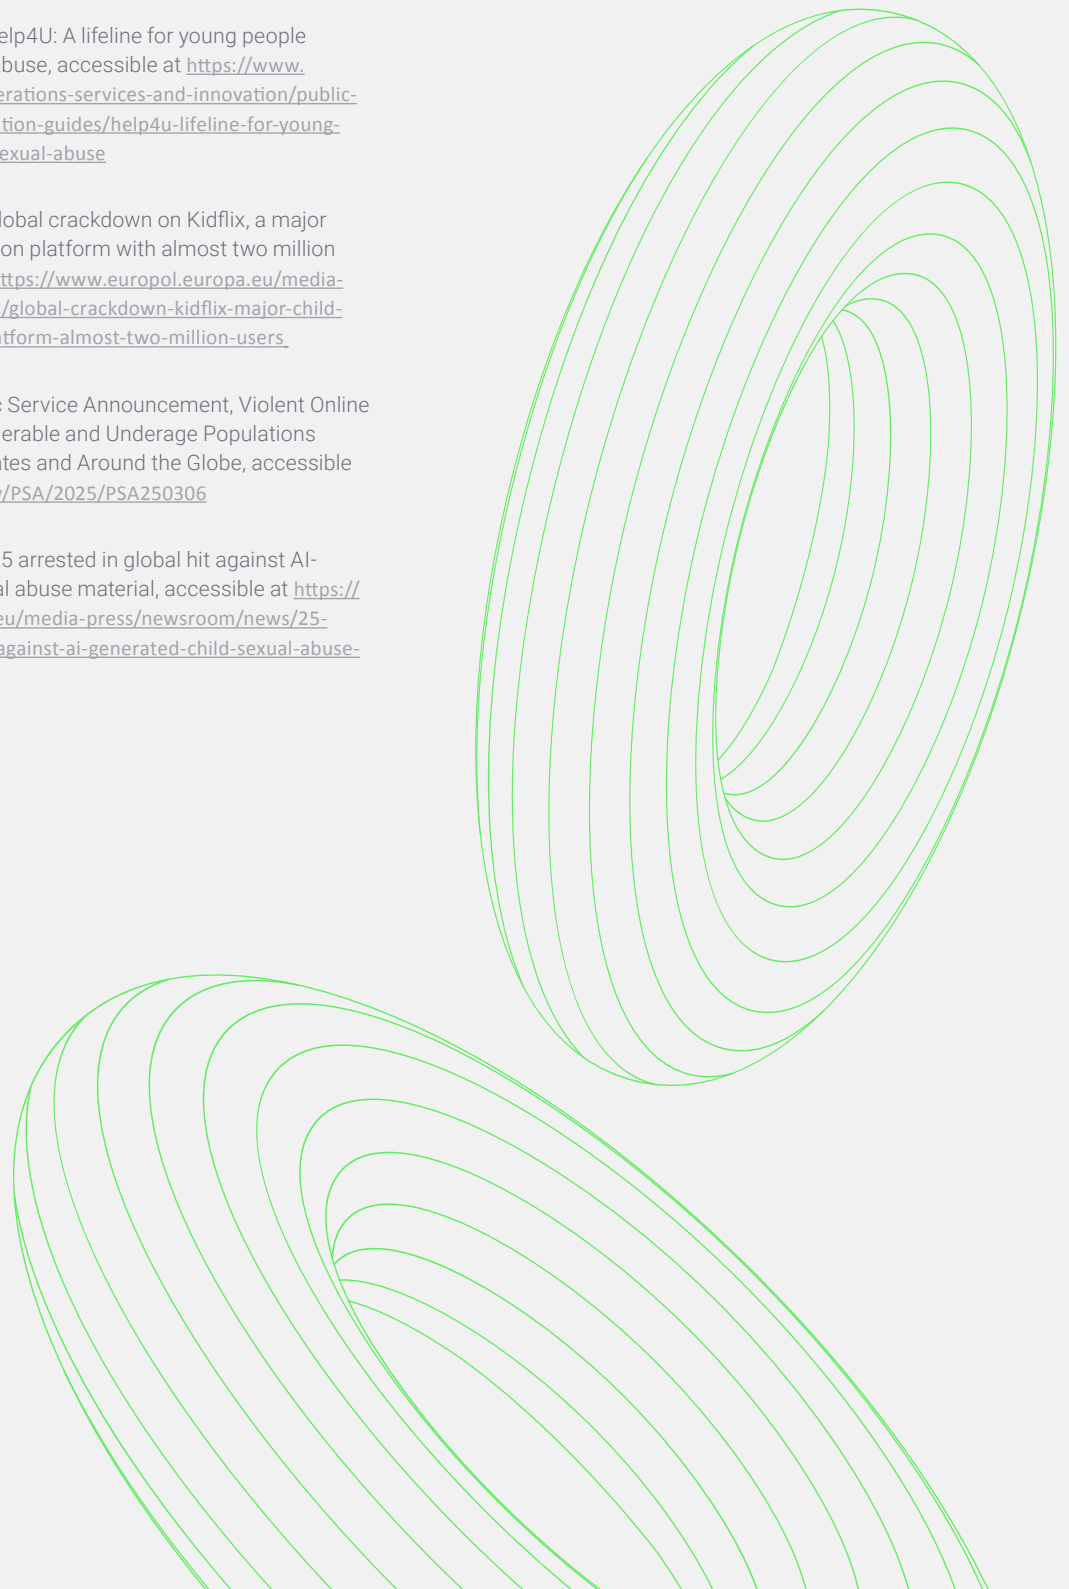 elp4U: A lifeline for young people
buse, accessible at https://www.
erations-services-and-innovation/public-
tion-guides/help4u-lifeline-for-young-
exual-abuse
lobal crackdown on Kidflix, a major
on platform with almost two million
ttps://www.europol.europa.eu/media-
/global-crackdown-kidflix-major-child-
tform-almost-two-million-users
c Service Announcement, Violent Online
erable and Underage Populations
ates and Around the Globe, accessible
v/PSA/2025/PSA250306
5 arrested in global hit against AI-
al abuse material, accessible at https://
eu/media-press/newsroom/news/25-
against-ai-generated-child-sexual-abuse-